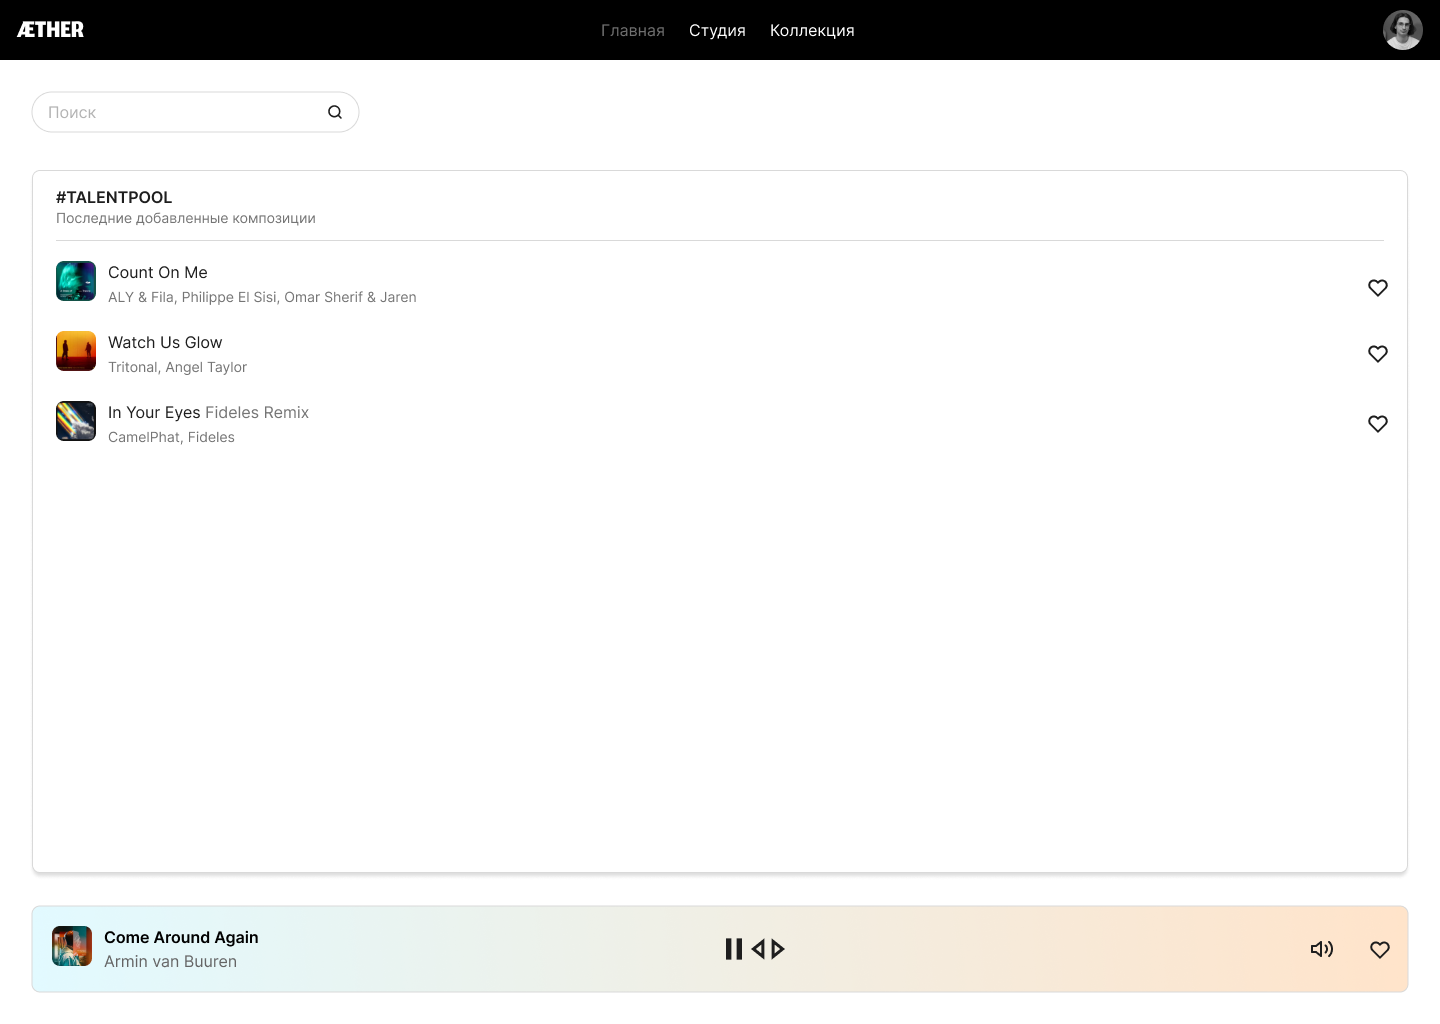 ÆTHER
Главная Студия Коллекция
Поиск
#TALENTPOOL
Последние добавленные композиции
Count On Me
ALY & Fila, Philippe El Sisi, Omar Sherif & Jaren
Watch Us Glow
Tritonal, Angel Taylor
In Your Eyes Fideles Remix
CamelPhat, Fideles
Come Around Again
Armin van Buuren